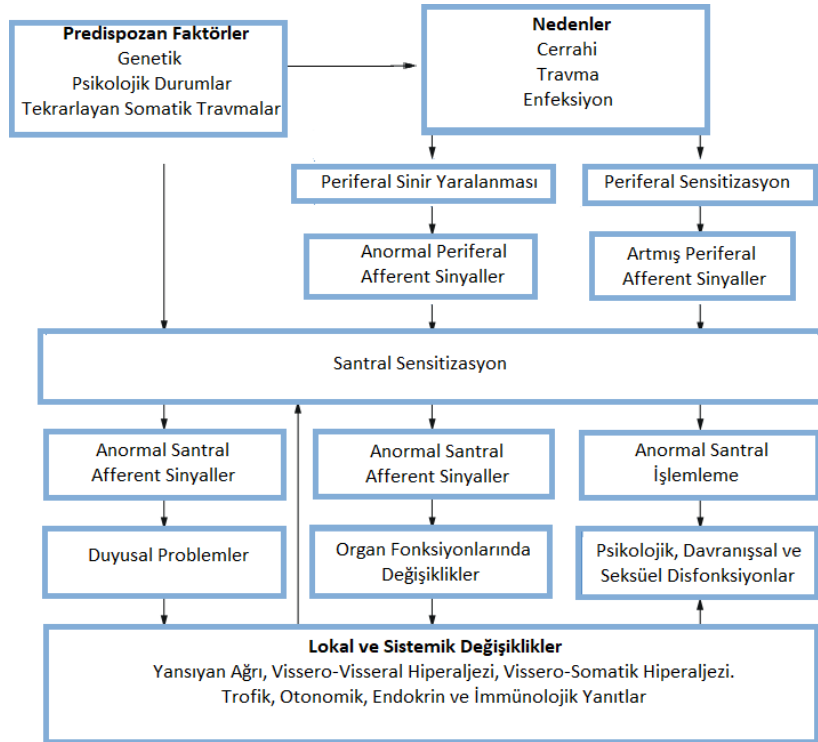 Predispozan Faktörler
Genetik
Psikolojik Durumlar
Tekrarlayan Somatik Travmalar
Nedenler
Cerrahi
Travma
Enfeksiyon
Periferal Sinir Yaralanması
Periferal Sensitizasyon
Anormal Periferal
Afferent Sinyaller
Artmış Periferal
Afferent Sinyaller
Santral Sensitizasyon
Anormal Santral
Afferent Sinyaller
Anormal Santral
Afferent Sinyaller
Anormal Santral
İşlemleme
Duyusal Problemler
Organ Fonksiyonlarında
Değişiklikler
Psikolojik, Davranışsal ve
Seksüel Disfonksiyonlar
Lokal ve Sistemik Değişiklikler
Yansıyan Ağrı, Vissero-Visseral Hiperaljezi, Vissero-Somatik Hiperaljezi.
Trofik, Otonomik, Endokrin ve İmmünolojik Yanıtlar